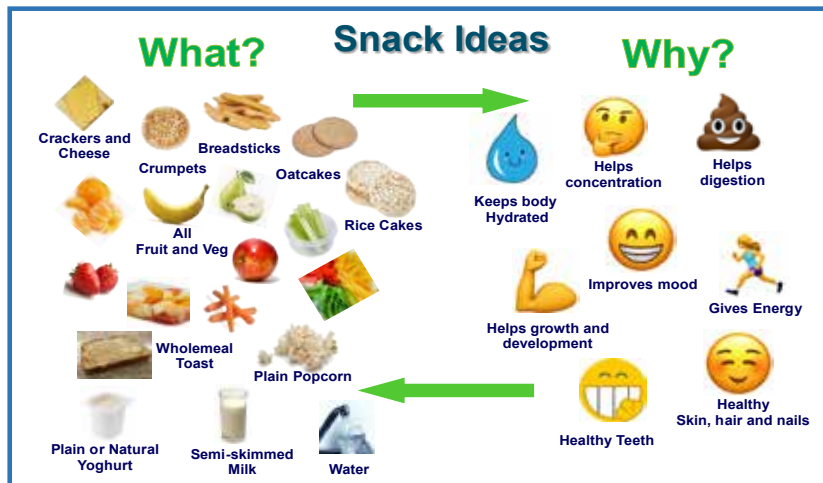 Snack Ideas
What?
Why?
Crackers and
Cheese
Crumpets
Breadsticks
Oatcakes
Rice Cakes
All
Fruit and Veg
Wholemeal
Toast
Plain Popcorn
Plain or Natural
Yoghurt
Semi-skimmed
Milk
Water
Keeps body
Hydrated
Helps
concentration
Helps
digestion
Improves mood
Gives Energy
Helps growth and
development
Healthy Teeth
Healthy
Skin, hair and nails